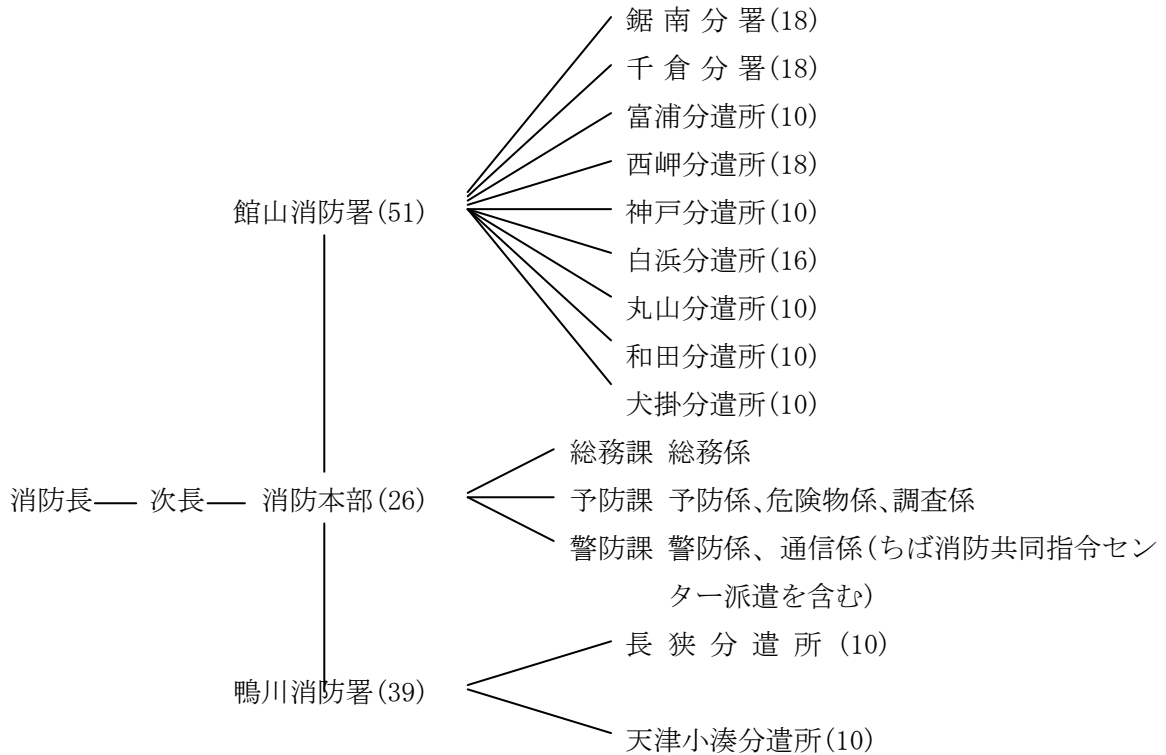 鋸 南 分 署(18)
千 倉 分 署(18)
富浦分遣所(10)
西岬分遣所(18)
館山消防署(51)
神戸分遣所(10)
白浜分遣所(16)
丸山分遣所(10)
和田分遣所(10)
犬掛分遣所(10)
総務課 総務係
消防長 次長 消防本部(26)
予防課 予防係、危険物係、調査係
警防課 警防係、通信係(ちば消防共同指令セン
ター派遣を含む)
長 狭 分 遣 所 (10)
鴨川消防署(39)
天津小湊分遣所(10)